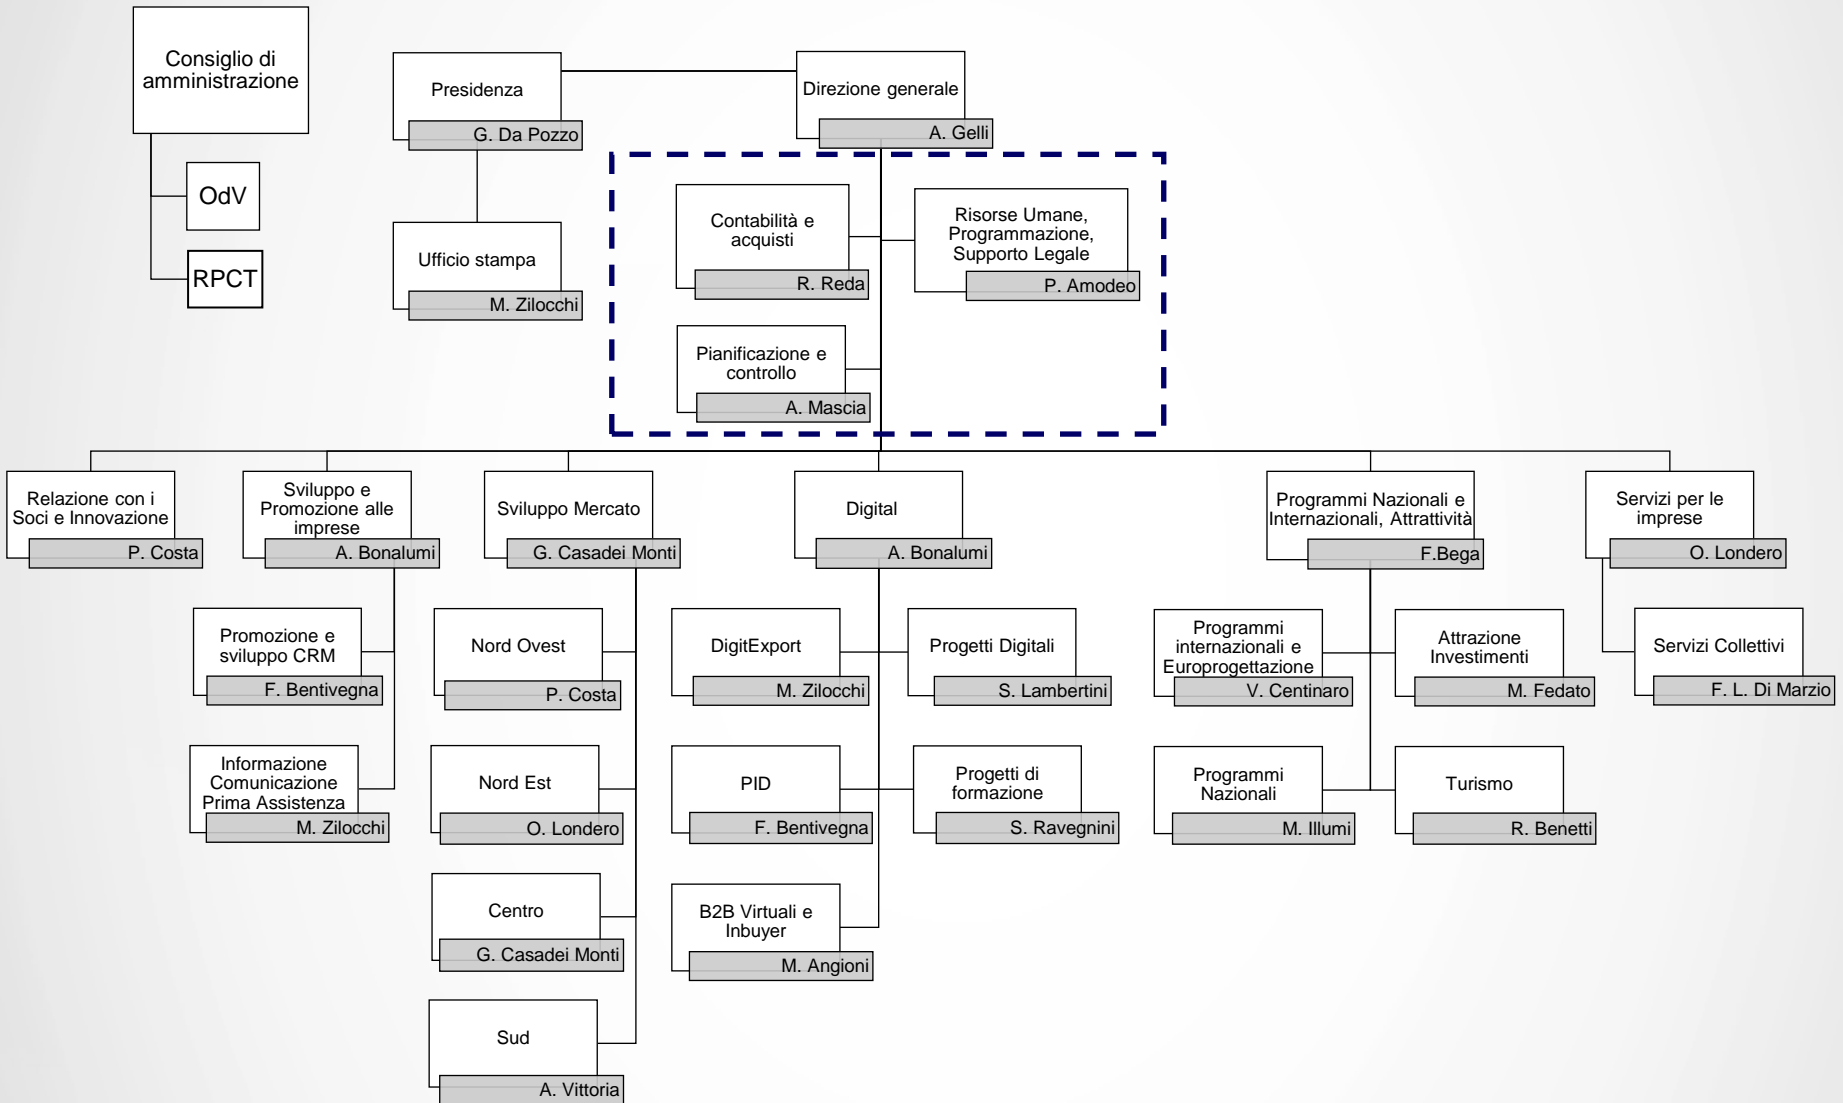 Consiglio di
amministrazione
OdV
RPCT
Presidenza
G. Da Pozzo
Direzione generale
A. Gelli
Ufficio stampa
M. Zilocchi
Contabilità e
acquisti
R. Reda
Risorse Umane,
Programmazione,
Supporto Legale
P. Amodeo
Pianificazione e
controllo
A. Mascia
Relazione con i
Soci e Innovazione
P. Costa
Sviluppo e
Promozione alle
imprese
A. Bonalumi
Sviluppo Mercato
G. Casadei Monti
Digital
A. Bonalumi
Programmi Nazionali e
Internazionali, Attrattività
F.Bega
Servizi per le
imprese
O. Londero
Promozione e
sviluppo CRM
F. Bentivegna
Nord Ovest
P. Costa
DigitExport
M. Zilocchi
Progetti Digitali
S. Lambertini
Programmi
internazionali e
Europrogettazione
V. Centinaro
Attrazione
Investimenti
M. Fedato
Servizi Collettivi
F. L. Di Marzio
Informazione
Comunicazione
Prima Assistenza
M. Zilocchi
Nord Est
O. Londero
PID
F. Bentivegna
Progetti di
formazione
S. Ravegnini
Programmi
Nazionali
M. Illumi
Turismo
R. Benetti
Centro
G. Casadei Monti
B2B Virtuali e
Inbuyer
M. Angioni
Sud
A. Vittoria